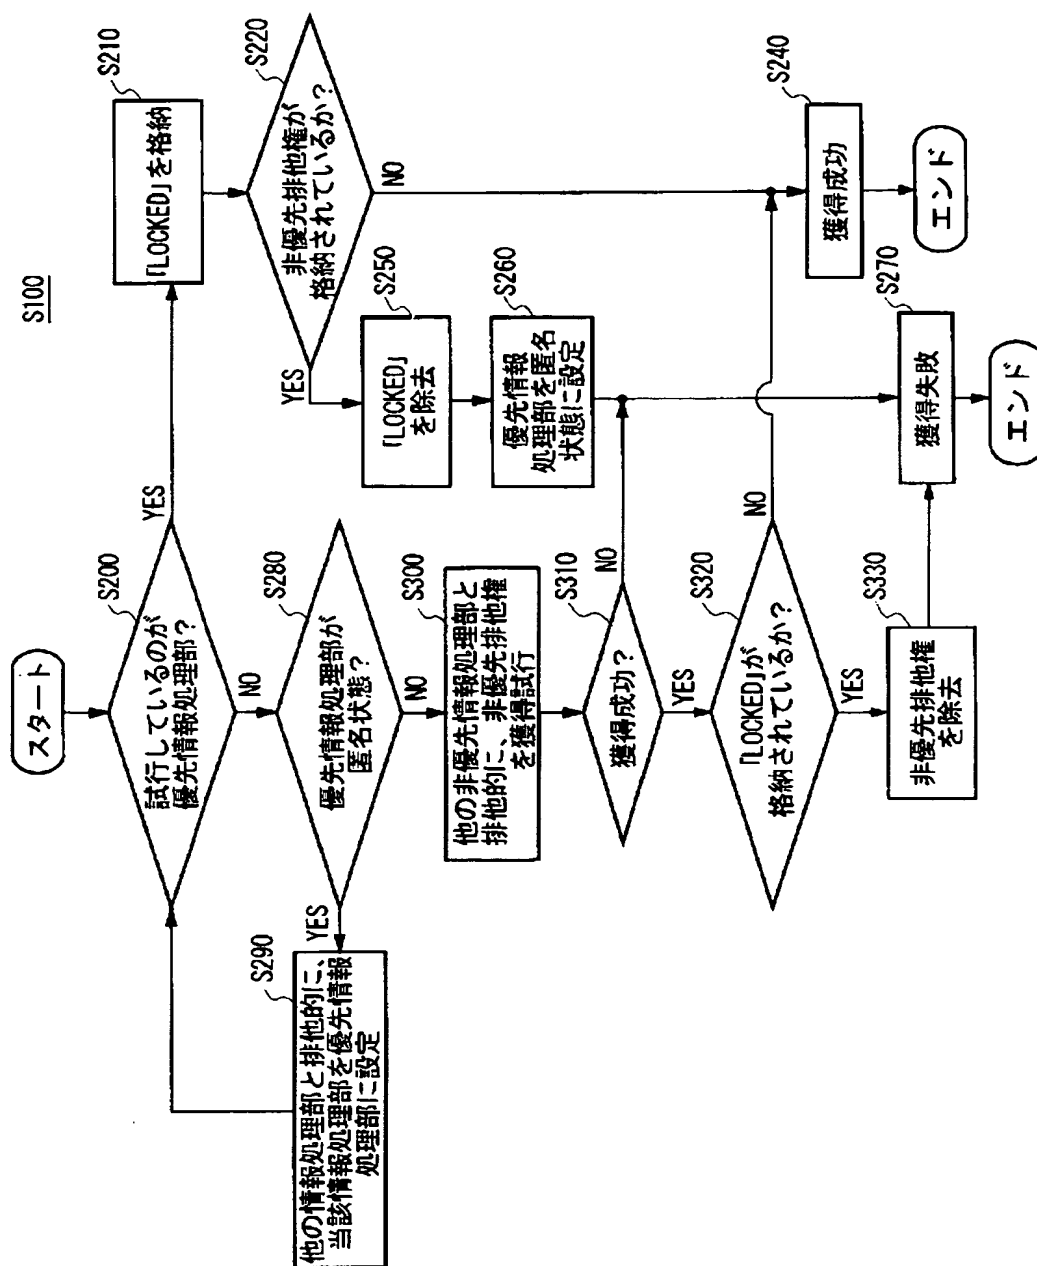 S100
スタート
S200
試行しているのが
優先情報処理部?
YES
NO
S210
「LOCKED」を格納
S220
非優先排他権が
格納されているか?
YES
NO
S240
獲得成功
エンド
S250
「LOCKED」
を除去
S260
優先情報
処理部を匿名
状態に設定
S270
獲得失敗
エンド
S280
優先情報処理部が
匿名状態?
YES
NO
S290
他の情報処理部と排他的に、
当該情報処理部を優先情報
処理部に設定
S300
他の非優先情報処理部と
排他的に、非優先排他権
を獲得試行
S310
獲得成功?
NO
YES
S320
「LOCKED」が
格納されているか?
NO
YES
S330
非優先排他権
を除去